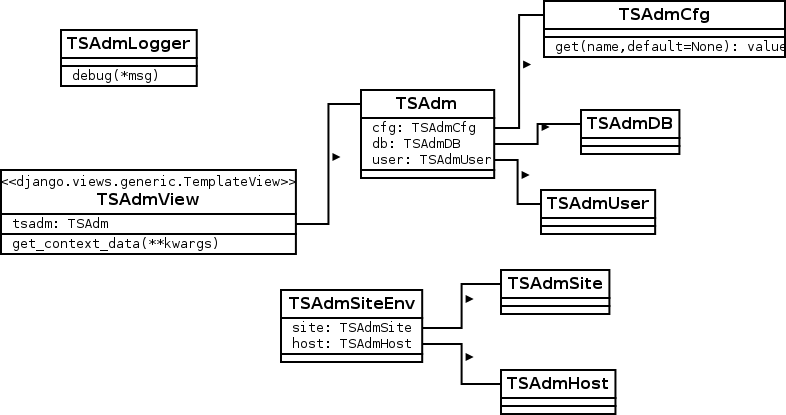 TSAdmCfg
get(name,default=None): value
TSAdmLogger
debug(*msg)
TSAdm
cfg: TSAdmCfg
db: TSAdmDB
user: TSAdmUser
TSAdmDB
<<django.views.generic.TemplateView>>
TSAdmView
tsadm: TSAdm
get_context_data(**kwargs)
TSAdmUser
TSAdmSiteEnv
site: TSAdmSite
host: TSAdmHost
TSAdmSite
TSAdmHost